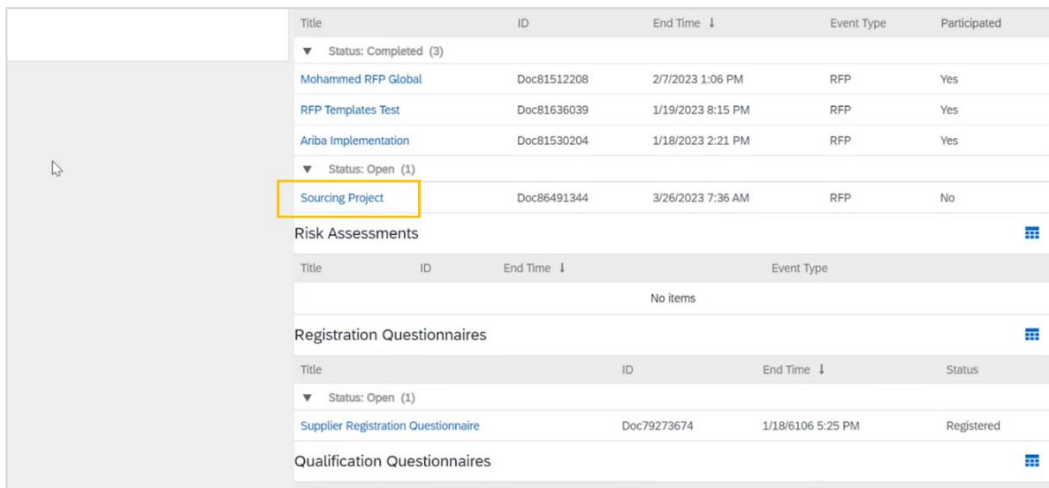 Title ID End Time ↓ Event Type Participated
▼ Status: Completed (3)
Mohammed RFP Global Doc81512208 2/7/2023 1:06 PM RFP Yes
RFP Templates Test Doc81636039 1/19/2023 8:15 PM RFP Yes
Ariba Implementation Doc81530204 1/18/2023 2:21 PM RFP Yes
▼ Status: Open (1)
Sourcing Project Doc86491344 3/26/2023 7:36 AM RFP No
Risk Assessments
Title ID End Time ↓ Event Type
No items
Registration Questionnaires
Title ID End Time ↓ Status
▼ Status: Open (1)
Supplier Registration Questionnaire Doc79273674 1/18/6106 5:25 PM Registered
Qualification Questionnaires